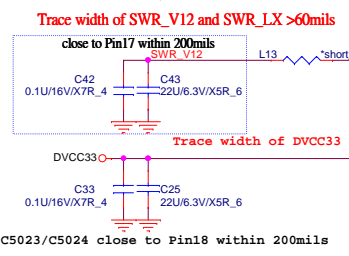 Trace width of SWR_V12 and SWR_LX >60mils
close to Pin17 within 200mils
SWR_V12
L13
*short
C42
C43
0.1U/16V/X7R_4
22U/6.3V/X5R_6
Trace width of DVCC33
DVCC33
C33
C25
0.1U/16V/X7R_4
22U/6.3V/X5R_6
C5023/C5024 close to Pin18 within 200mils